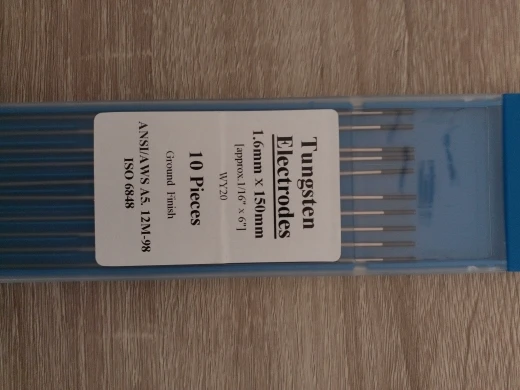 Tungsten
Electrodes
1.6mm x 150mm
[approx.1/16" x 6"]
WY20
10 Pieces
Ground Finish
ANSI/AWS A5. 12M-98
ISO 6848